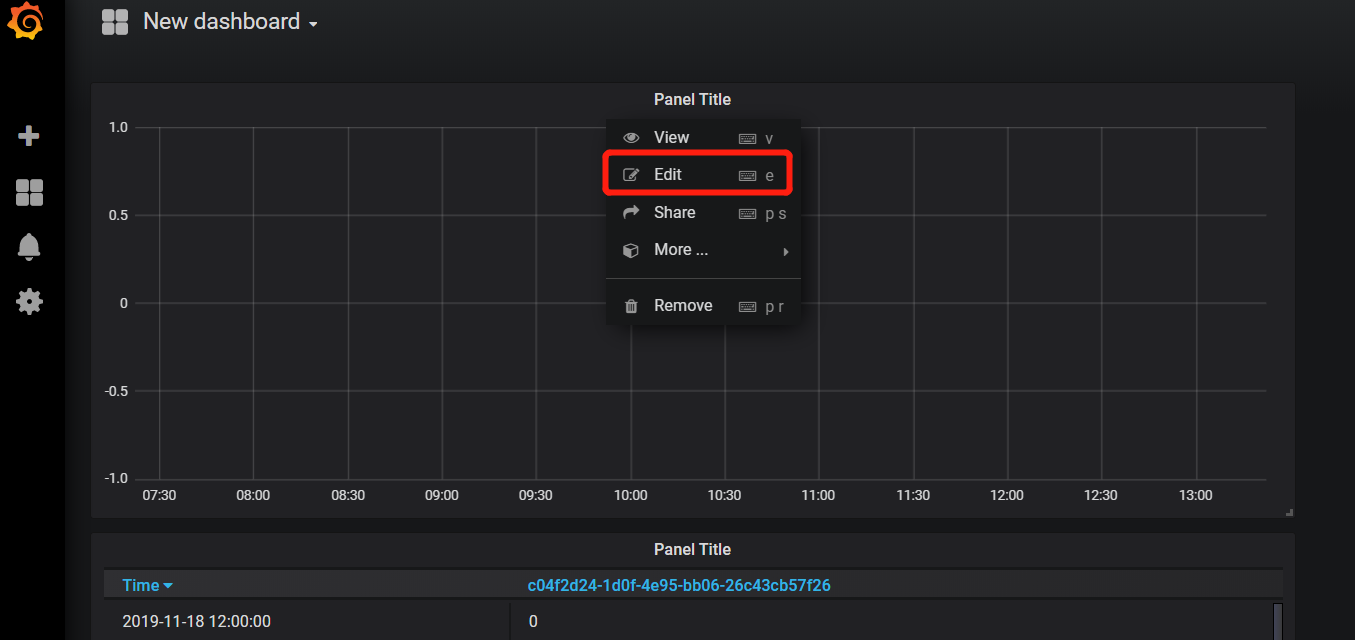 New dashboard
Panel Title
View v
Edit e
Share p s
More ...
Remove p r
1.0
0.5
0
-0.5
-1.0
07:30 08:00 08:30 09:00 09:30 10:00 10:30 11:00 11:30 12:00 12:30 13:00
Panel Title
Time c04f2d24-1d0f-4e95-bb06-26c43cb57f26
2019-11-18 12:00:00 0